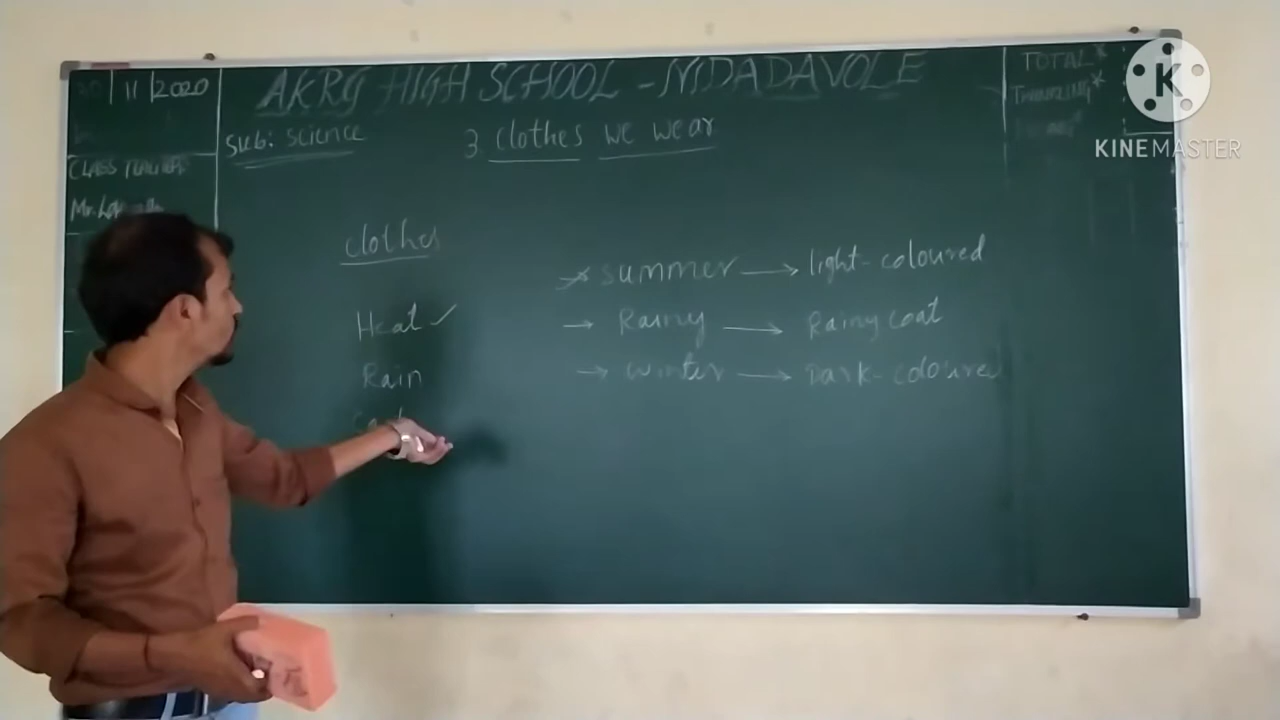 11/2020
AKRG HIGH SCHOOL - NIDADAVOLE
TOTAL *
KINEMASTER
Sub: science
3 clothes we wear
CLASS TEACHER
Mr.
clothes
summer → light-coloured
Heat ✓
→ Rainy → Rainy coat
Rain
→ winter → Dark-coloured